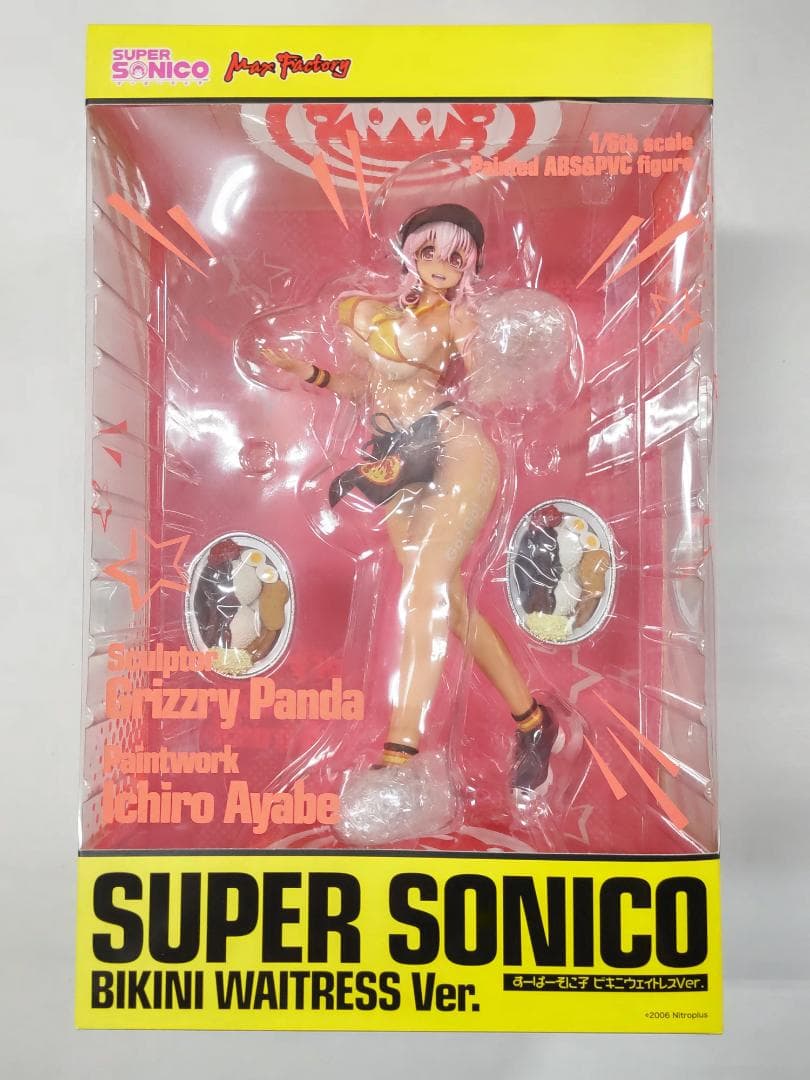 SUPER
SONICO
Max Factory
1/6th scale
Painted ABS&PVC figure
Sculptor
Grizzry Panda
Paintwork
Ichiro Ayabe
SUPER SONICO
BIKINI WAITRESS Ver.
すーぱーそに子 ビキニウェイトレスVer.
©2006 Nitroplus